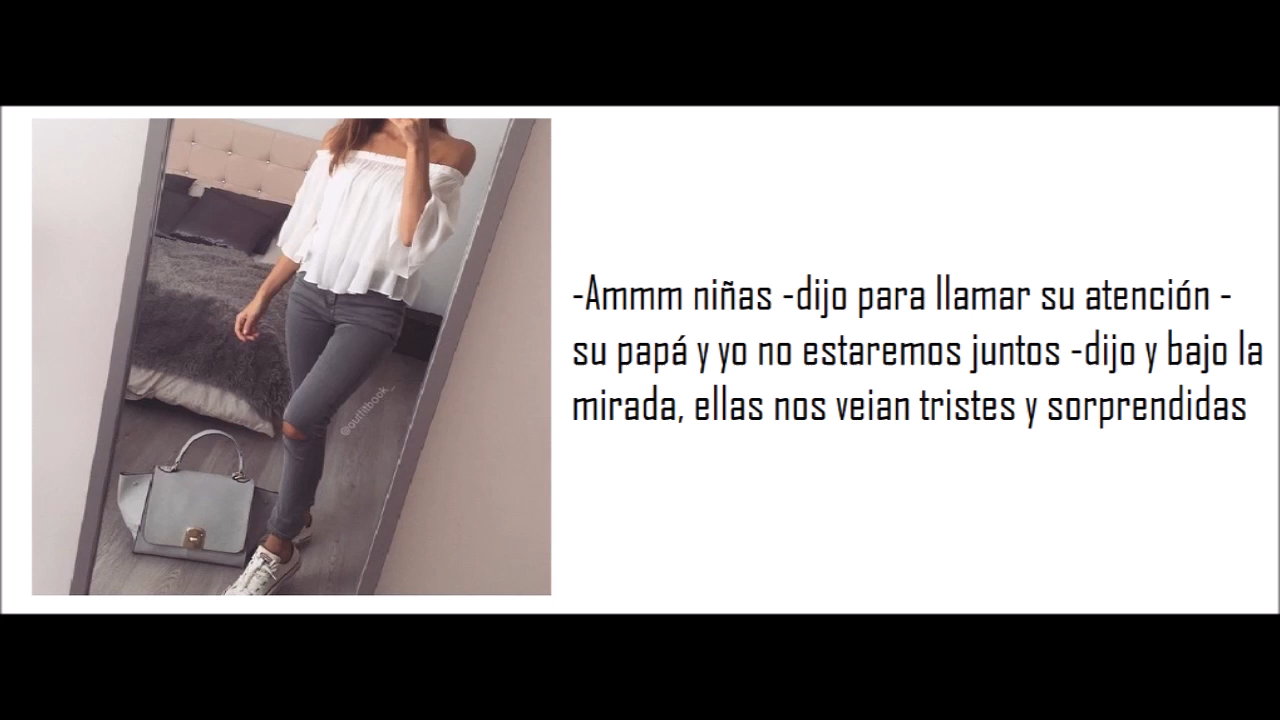 -Ammm niñas -dijo para llamar su atención -
su papá y yo no estaremos juntos -dijo y bajo la
mirada, ellas nos veian tristes y sorprendidas
@outfitbook_